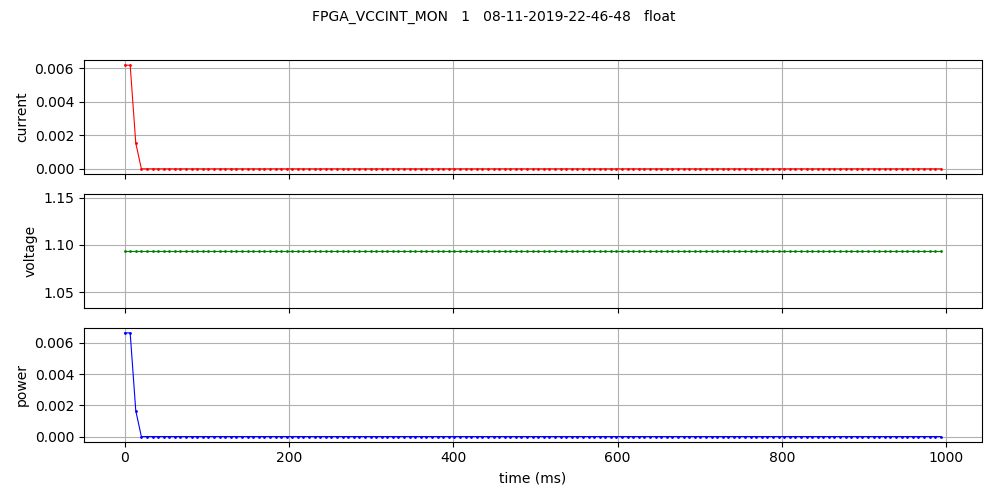 FPGA_VCCINT_MON 1 08-11-2019-22-46-48 float
0.006
0.004
0.002
0.000
current
1.15
1.10
1.05
voltage
0.006
0.004
0.002
0.000
power
0 200 400 600 800 1000
time (ms)